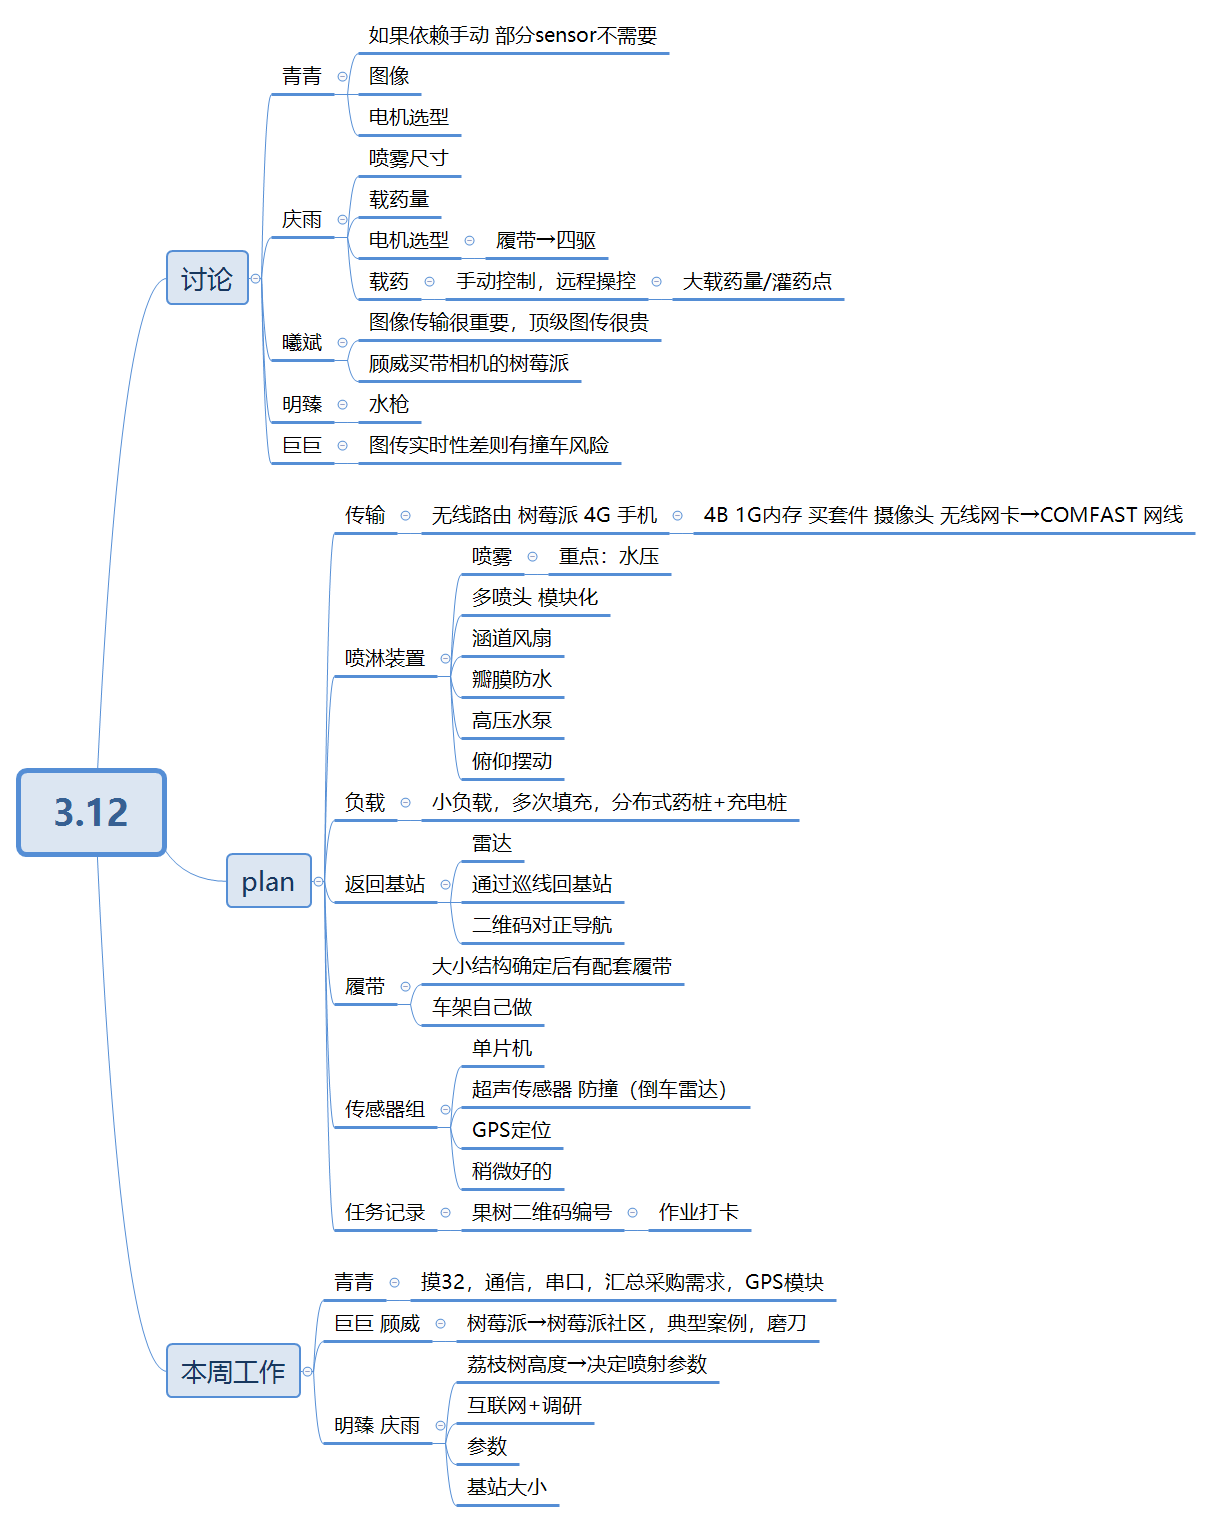 3.12
讨论
青青
如果依赖手动 部分sensor不需要
图像
电机选型
庆雨
喷雾尺寸
载药量
电机选型
履带→四驱
载药
手动控制，远程操控
大载药量/灌药点
曦斌
图像传输很重要，顶级图传很贵
顾威买带相机的树莓派
明臻
水枪
巨巨
图传实时性差则有撞车风险
plan
传输
无线路由 树莓派 4G 手机
4B 1G内存 买套件 摄像头 无线网卡→COMFAST 网线
喷淋装置
喷雾
重点：水压
多喷头 模块化
涵道风扇
瓣膜防水
高压水泵
俯仰摆动
负载
小负载，多次填充，分布式药桩+充电桩
返回基站
雷达
通过巡线回基站
二维码对正导航
履带
大小结构确定后有配套履带
车架自己做
传感器组
单片机
超声传感器 防撞（倒车雷达）
GPS定位
稍微好的
任务记录
果树二维码编号
作业打卡
本周工作
青青
摸32，通信，串口，汇总采购需求，GPS模块
巨巨 顾威
树莓派→树莓派社区，典型案例，磨刀
明臻 庆雨
荔枝树高度→决定喷射参数
互联网+调研
参数
基站大小